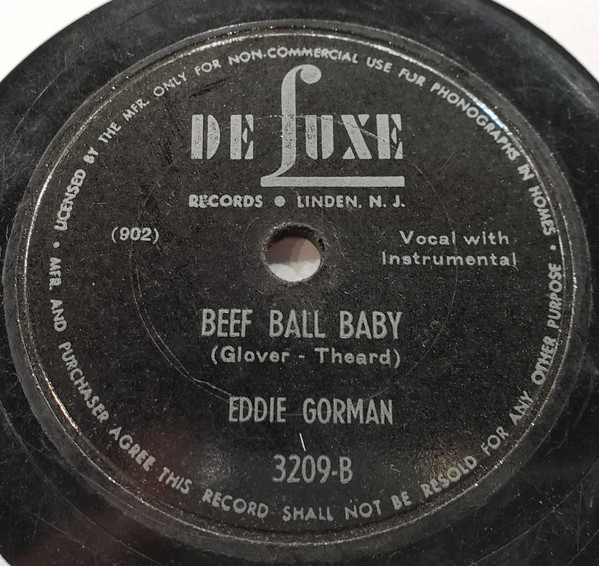 LICENSED BY THE MFR. ONLY FOR NON-COMMERCIAL USE FOR PHONOGRAPHS IN HOMES •
MFR. AND PURCHASER AGREE THIS RECORD SHALL NOT BE RESOLD FOR ANY OTHER PURPOSE •
DE LUXE
RECORDS • LINDEN, N. J.
(902)
Vocal with
Instrumental
BEEF BALL BABY
(Glover - Theard)
EDDIE GORMAN
3209-B